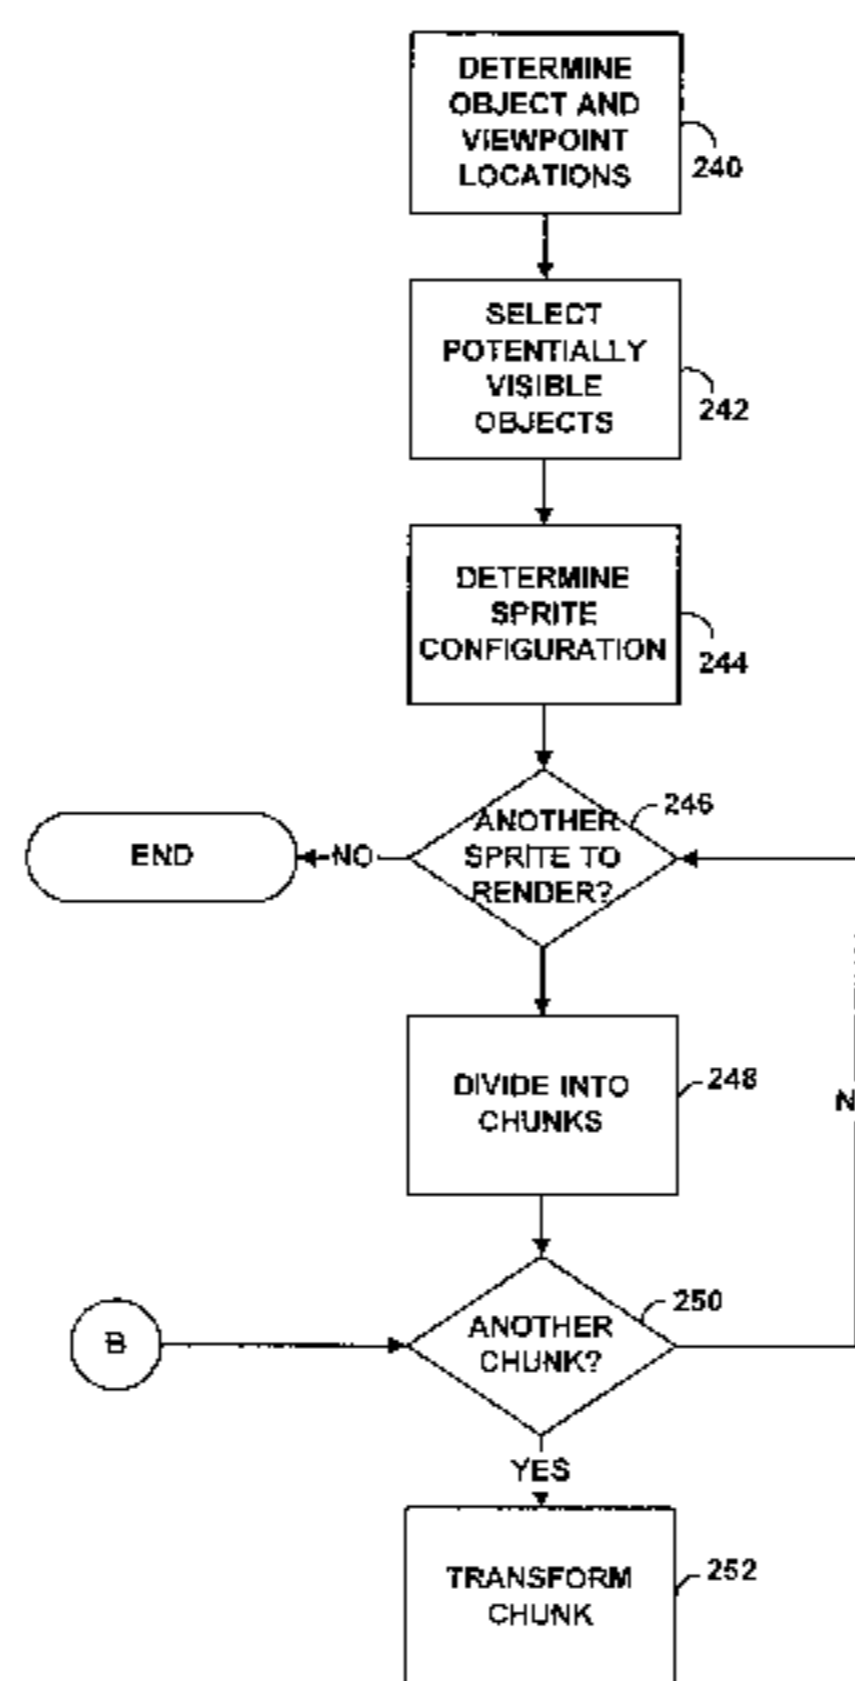 DETERMINE
OBJECT AND
VIEWPOINT
LOCATIONS
240
SELECT
POTENTIALLY
VISIBLE
OBJECTS
242
DETERMINE
SPRITE
CONFIGURATION
244
246
ANOTHER
SPRITE TO
RENDER?
NO
END
248
DIVIDE INTO
CHUNKS
N
250
ANOTHER
CHUNK?
B
YES
252
TRANSFORM
CHUNK